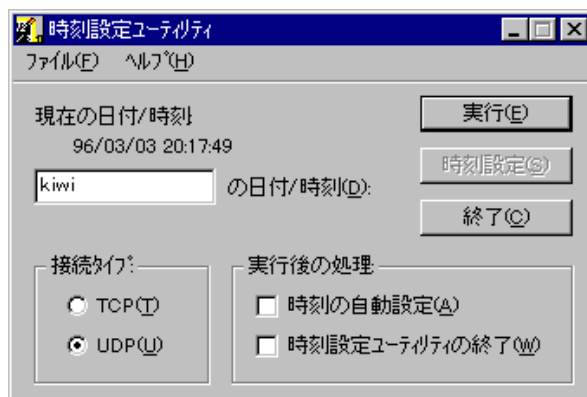 時刻設定ﾕｰﾃｨﾘﾃｨ
ﾌｧｲﾙ(F) ﾍﾙﾌﾟ(H)
現在の日付/時刻:
96/03/03 20:17:49
kiwi の日付/時刻(D):
実行(E)
時刻設定(S)
終了(C)
接続ﾀｲﾌﾟ:
TCP(T)
UDP(U)
実行後の処理:
時刻の自動設定(A)
時刻設定ﾕｰﾃｨﾘﾃｨの終了(W)